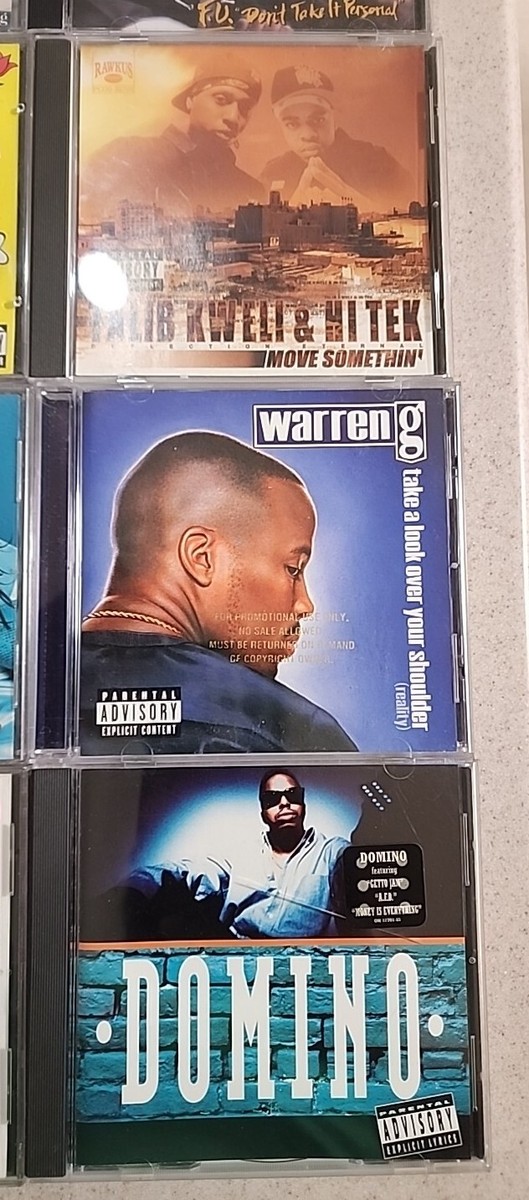 "F.U. Don't Take It Personal"
RAWKUS
TALIB KWELI & HI TEK
REFLECTION ETERNAL
MOVE SOMETHIN'
warren g
take a look over your shoulder
(reality)
FOR PROMOTIONAL USE ONLY.
NO SALE ALLOWED
MUST BE RETURNED ON DEMAND
OF COPYRIGHT OWNER.
PARENTAL
ADVISORY
EXPLICIT CONTENT
DOMINO
featuring
"GETTO JAM"
"MONEY IS EVERYTHING"
·DOMINO·
PARENTAL
ADVISORY
EXPLICIT LYRICS